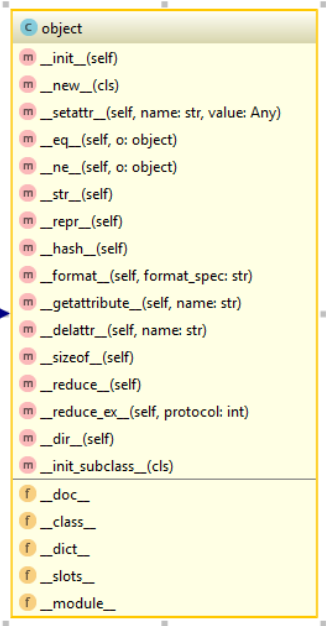 C object
m __init__(self)
m __new__(cls)
m __setattr__(self, name: str, value: Any)
m __eq__(self, o: object)
m __ne__(self, o: object)
m __str__(self)
m __repr__(self)
m __hash__(self)
m __format__(self, format_spec: str)
m __getattribute__(self, name: str)
m __delattr__(self, name: str)
m __sizeof__(self)
m __reduce__(self)
m __reduce_ex__(self, protocol: int)
m __dir__(self)
m __init_subclass__(cls)
f __doc__
f __class__
f __dict__
f __slots__
f __module__